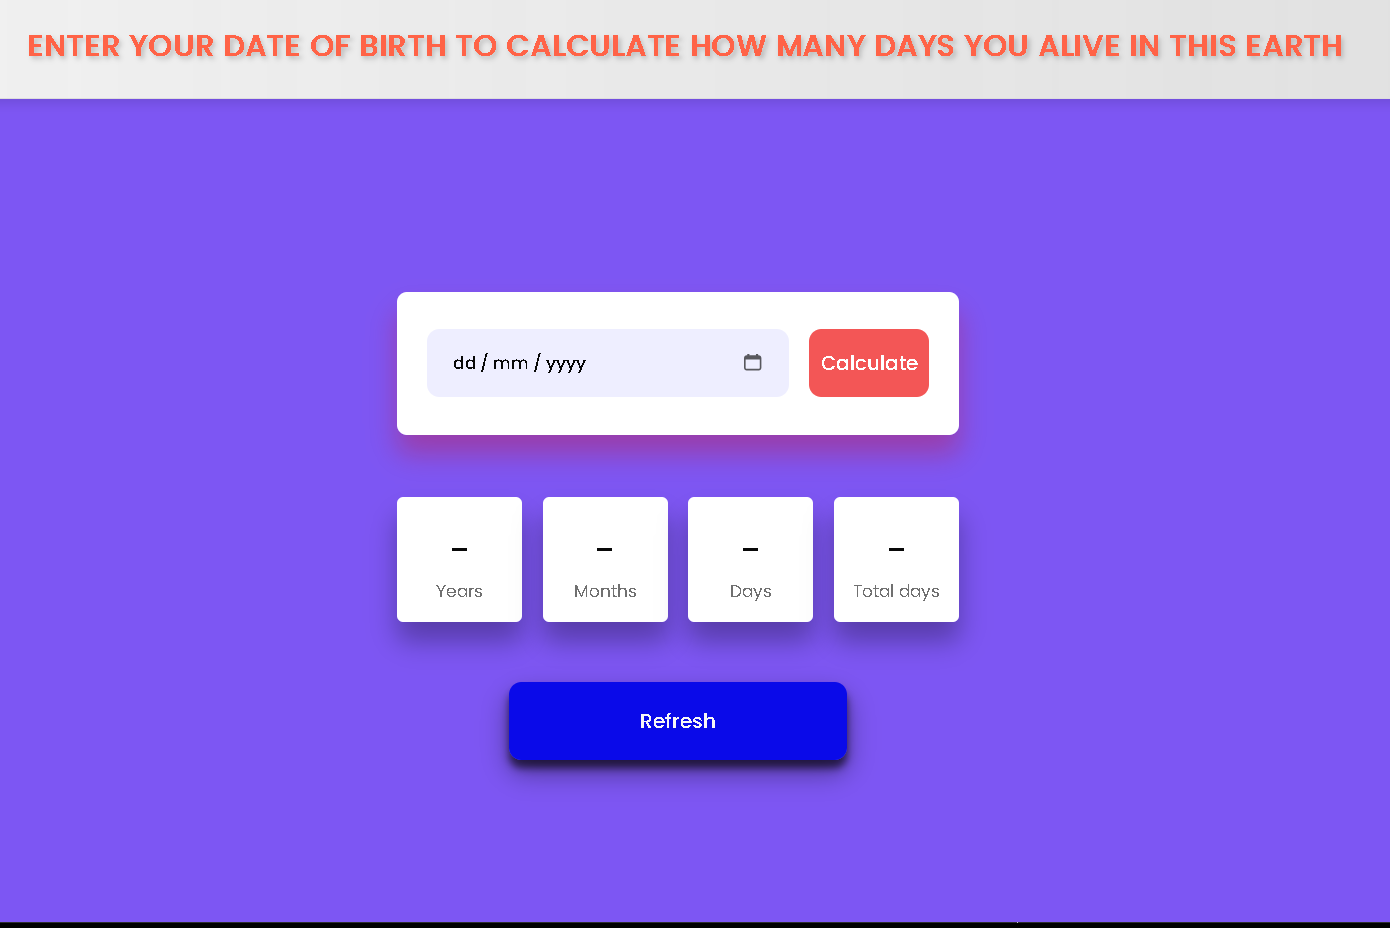 ENTER YOUR DATE OF BIRTH TO CALCULATE HOW MANY DAYS YOU ALIVE IN THIS EARTH
dd / mm / yyyy
Calculate
– – – –
Years Months Days Total days
Refresh